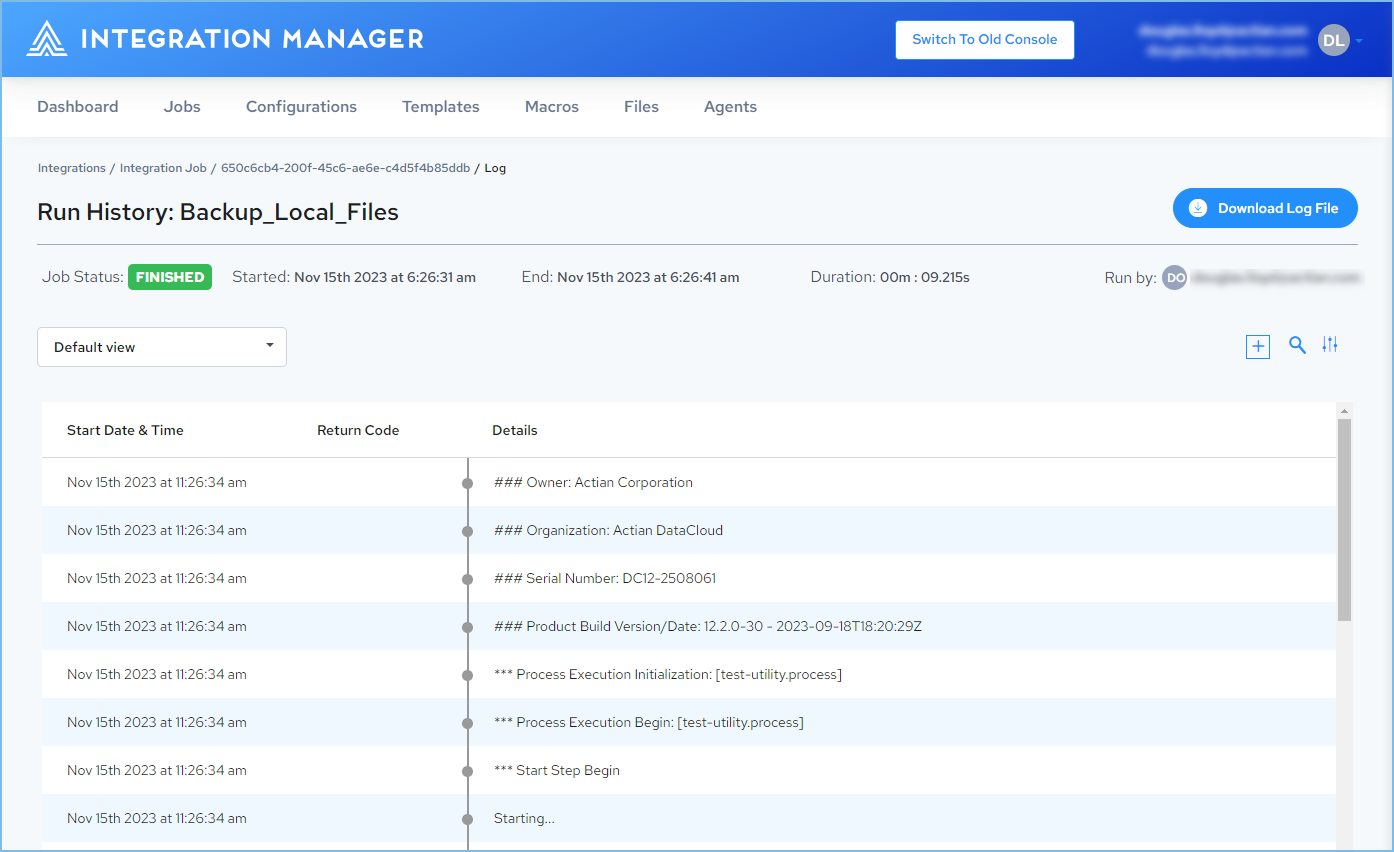 INTEGRATION MANAGER
Switch To Old Console
DL
Dashboard Jobs Configurations Templates Macros Files Agents
Integrations / Integration Job / 650c6cb4-200f-45c6-ae6e-c4d5f4b85ddb / Log
Run History: Backup_Local_Files
Download Log File
Job Status: FINISHED Started: Nov 15th 2023 at 6:26:31 am End: Nov 15th 2023 at 6:26:41 am Duration: 00m : 09.215s Run by: DO
Default view
Start Date & Time Return Code Details
Nov 15th 2023 at 11:26:34 am ### Owner: Actian Corporation
Nov 15th 2023 at 11:26:34 am ### Organization: Actian DataCloud
Nov 15th 2023 at 11:26:34 am ### Serial Number: DC12-2508061
Nov 15th 2023 at 11:26:34 am ### Product Build Version/Date: 12.2.0-30 - 2023-09-18T18:20:29Z
Nov 15th 2023 at 11:26:34 am *** Process Execution Initialization: [test-utility.process]
Nov 15th 2023 at 11:26:34 am *** Process Execution Begin: [test-utility.process]
Nov 15th 2023 at 11:26:34 am *** Start Step Begin
Nov 15th 2023 at 11:26:34 am Starting...